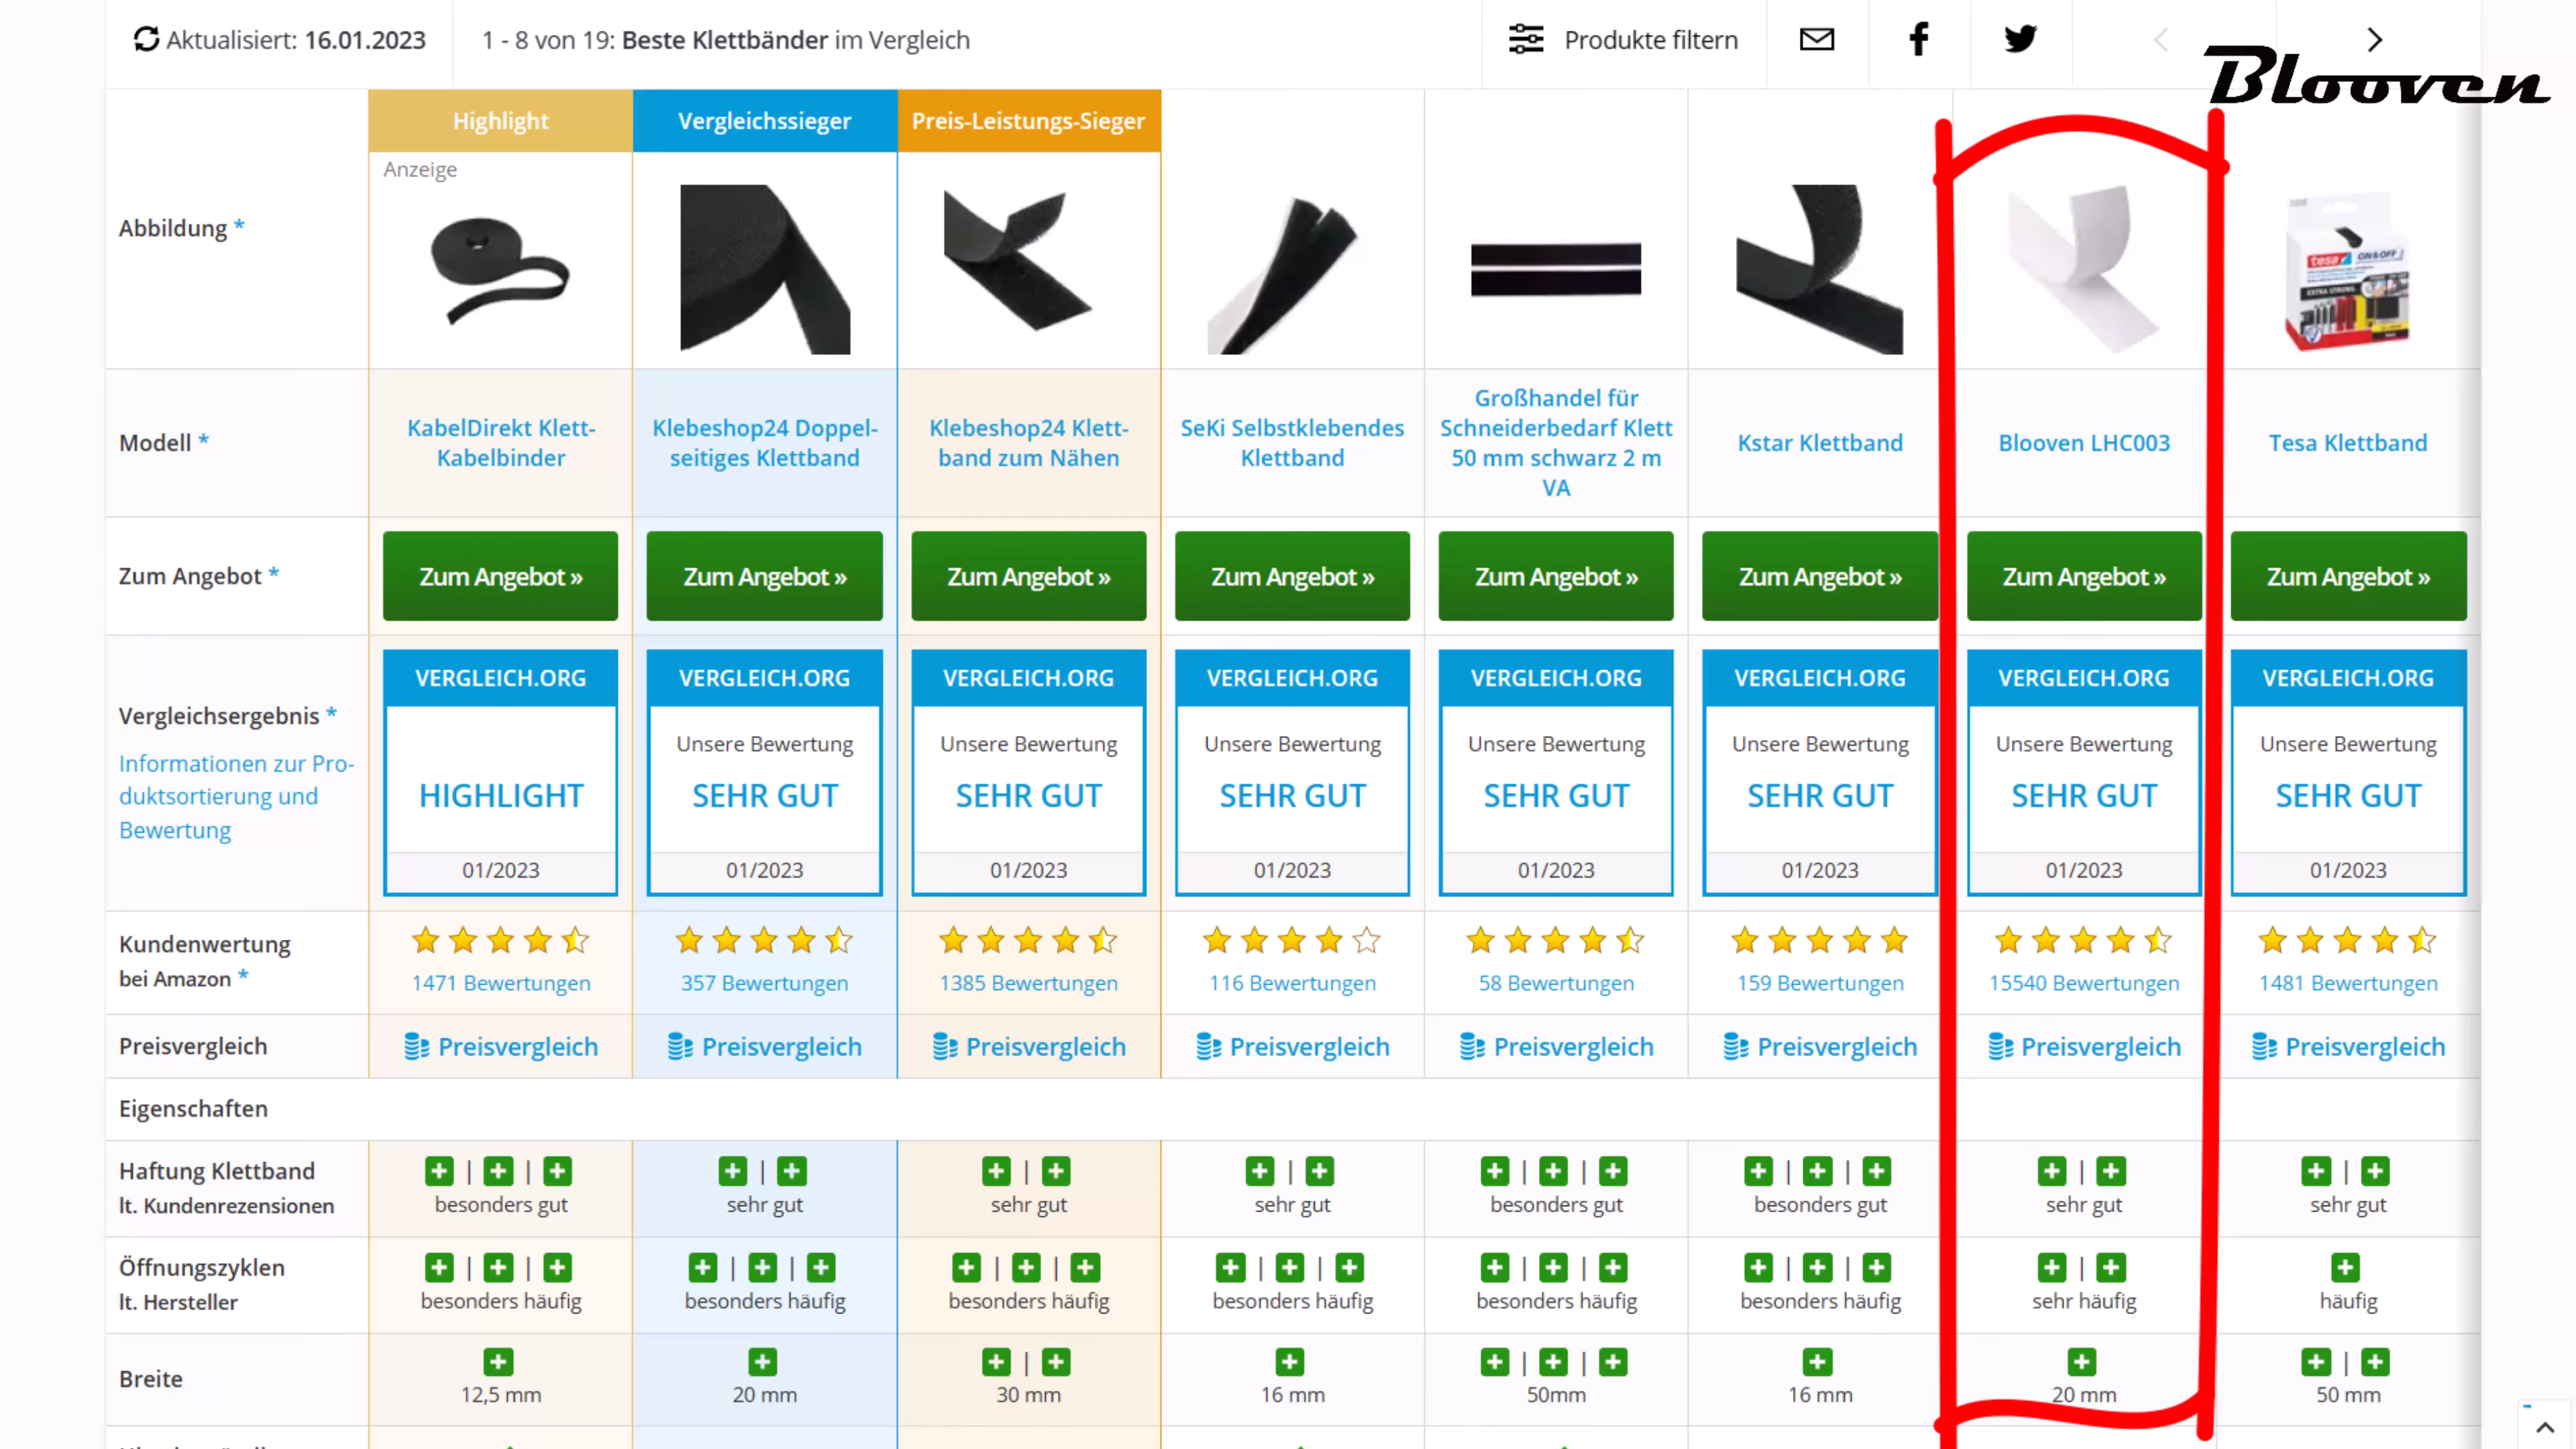 Aktualisiert: 16.01.2023
1 - 8 von 19: Beste Klettbänder im Vergleich
Produkte filtern
Blooven
Highlight
Vergleichssieger
Preis-Leistungs-Sieger
Anzeige
Abbildung *
tesa ON&OFF
EXTRA STRONG
Modell *
KabelDirekt Klett-
Kabelbinder
Klebeshop24 Doppel-
seitiges Klettband
Klebeshop24 Klett-
band zum Nähen
SeKi Selbstklebendes
Klettband
Großhandel für
Schneiderbedarf Klett
50 mm schwarz 2 m
VA
Kstar Klettband
Blooven LHC003
Tesa Klettband
Zum Angebot *
Zum Angebot » Zum Angebot » Zum Angebot » Zum Angebot » Zum Angebot » Zum Angebot » Zum Angebot » Zum Angebot »
Vergleichsergebnis *
Informationen zur Pro-
duktsortierung und
Bewertung
VERGLEICH.ORG VERGLEICH.ORG VERGLEICH.ORG VERGLEICH.ORG VERGLEICH.ORG VERGLEICH.ORG VERGLEICH.ORG VERGLEICH.ORG
Unsere Bewertung Unsere Bewertung Unsere Bewertung Unsere Bewertung Unsere Bewertung Unsere Bewertung Unsere Bewertung
HIGHLIGHT SEHR GUT SEHR GUT SEHR GUT SEHR GUT SEHR GUT SEHR GUT SEHR GUT
01/2023 01/2023 01/2023 01/2023 01/2023 01/2023 01/2023 01/2023
Kundenwertung
bei Amazon *
1471 Bewertungen 357 Bewertungen 1385 Bewertungen 116 Bewertungen 58 Bewertungen 159 Bewertungen 15540 Bewertungen 1481 Bewertungen
Preisvergleich Preisvergleich Preisvergleich Preisvergleich Preisvergleich Preisvergleich Preisvergleich Preisvergleich Preisvergleich
Eigenschaften
Haftung Klettband
lt. Kundenrezensionen
besonders gut sehr gut sehr gut sehr gut besonders gut besonders gut sehr gut sehr gut
Öffnungszyklen
lt. Hersteller
besonders häufig besonders häufig besonders häufig besonders häufig besonders häufig besonders häufig sehr häufig häufig
Breite
12,5 mm 20 mm 30 mm 16 mm 50mm 16 mm 20 mm 50 mm